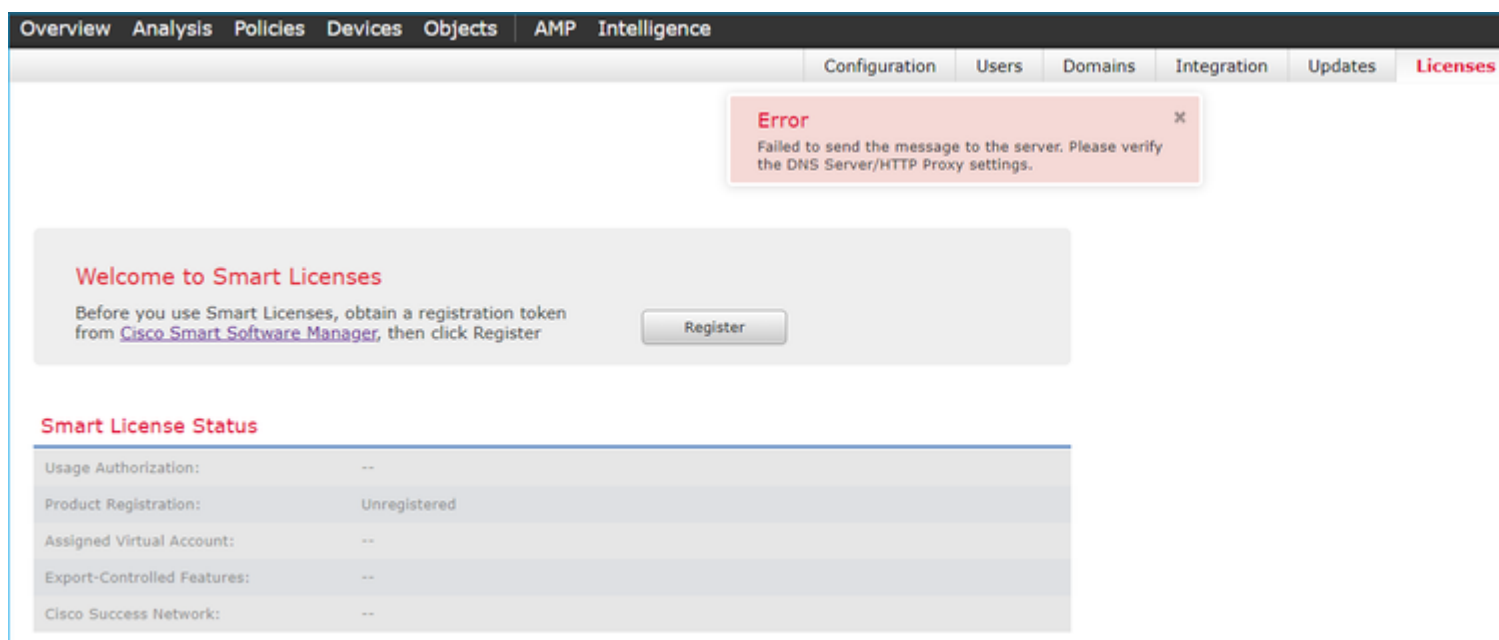 Overview Analysis Policies Devices Objects AMP Intelligence
Configuration Users Domains Integration Updates Licenses
Error ×
Failed to send the message to the server. Please verify
the DNS Server/HTTP Proxy settings.
Welcome to Smart Licenses
Before you use Smart Licenses, obtain a registration token
from Cisco Smart Software Manager, then click Register
Register
Smart License Status
Usage Authorization: --
Product Registration: Unregistered
Assigned Virtual Account: --
Export-Controlled Features: --
Cisco Success Network: --